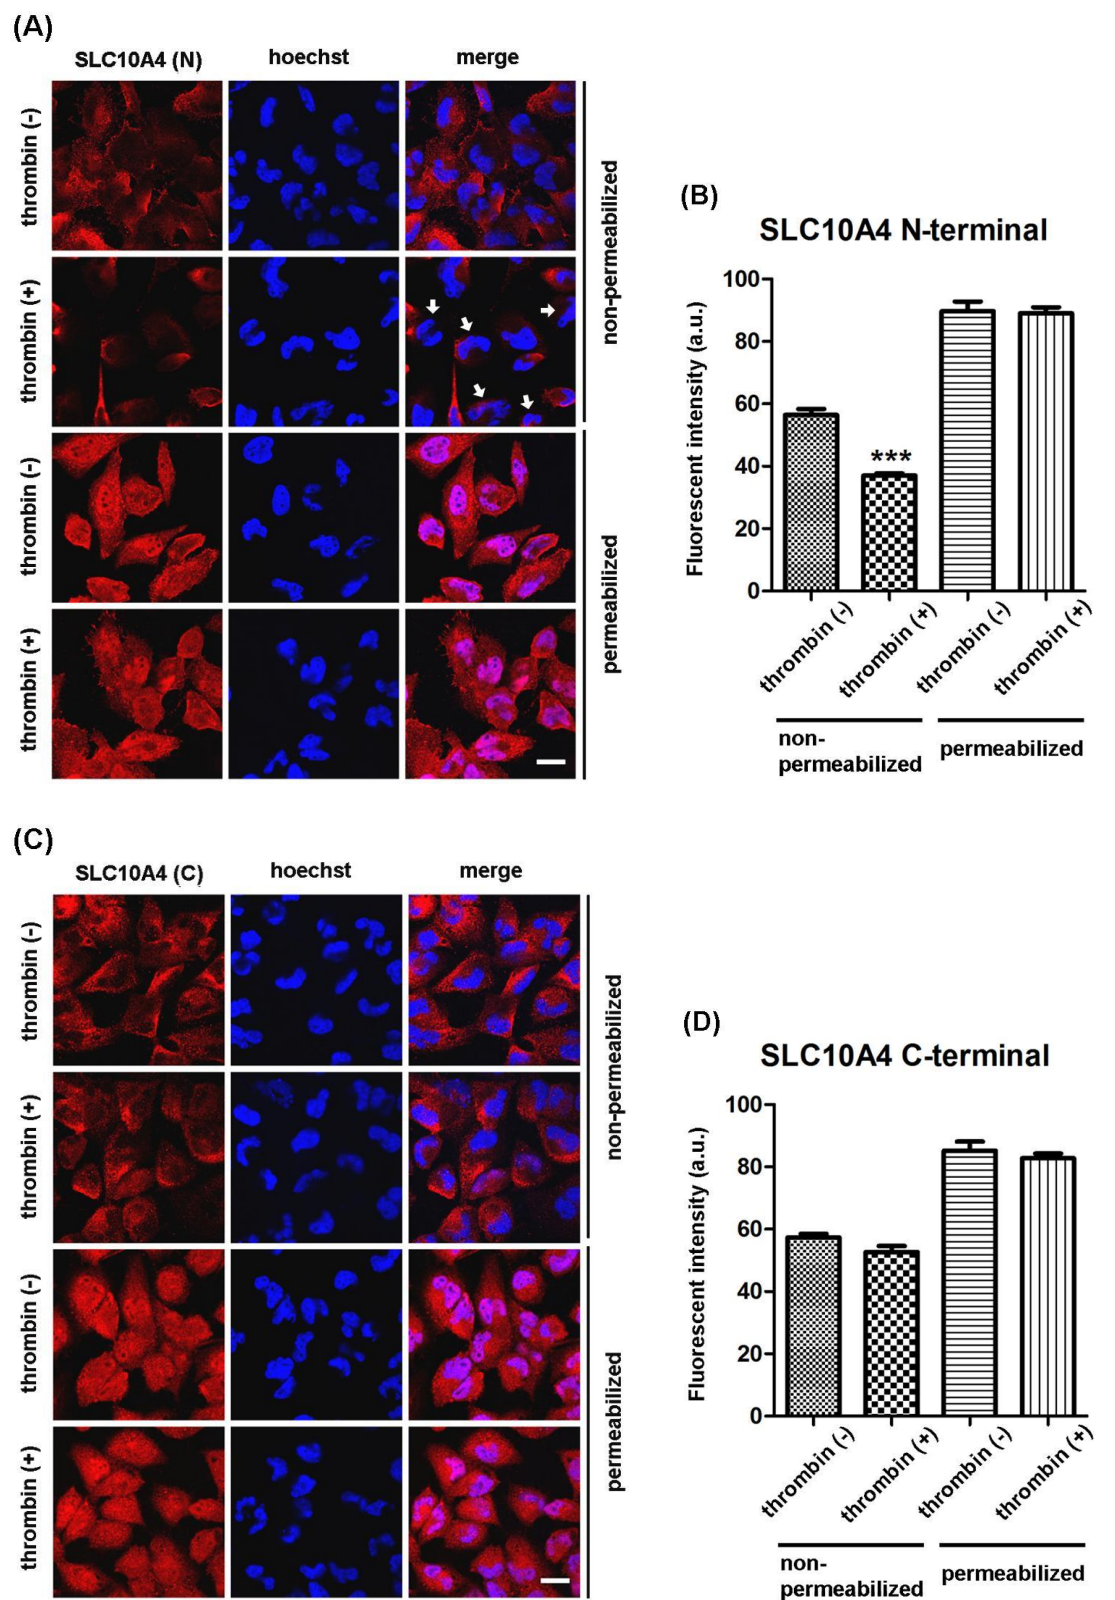 (A)
SLC10A4 (N) hoechst merge
thrombin (-)
thrombin (+)
non-permeabilized
thrombin (-)
thrombin (+)
permeabilized
(B)
SLC10A4 N-terminal
Fluorescent intensity (a.u.)
100
80
60
40
20
0
***
thrombin (-)
thrombin (+)
thrombin (-)
thrombin (+)
non-
permeabilized
permeabilized
(C)
SLC10A4 (C) hoechst merge
thrombin (-)
thrombin (+)
non-permeabilized
thrombin (-)
thrombin (+)
permeabilized
(D)
SLC10A4 C-terminal
Fluorescent intensity (a.u.)
100
80
60
40
20
0
thrombin (-)
thrombin (+)
thrombin (-)
thrombin (+)
non-
permeabilized
permeabilized